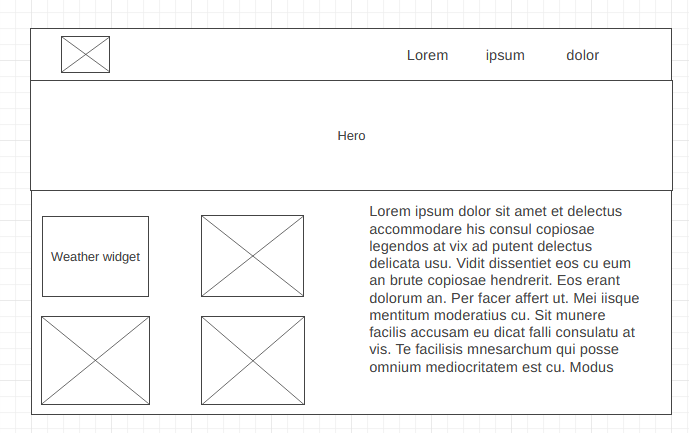 Lorem ipsum dolor
Hero
Weather widget
Lorem ipsum dolor sit amet et delectus
accommodare his consul copiosae
legendos at vix ad putent delectus
delicata usu. Vidit dissentiet eos cu eum
an brute copiosae hendrerit. Eos erant
dolorum an. Per facer affert ut. Mei iisque
mentitum moderatius cu. Sit munere
facilis accusam eu dicat falli consulatu at
vis. Te facilisis mnesarchum qui posse
omnium mediocritatem est cu. Modus